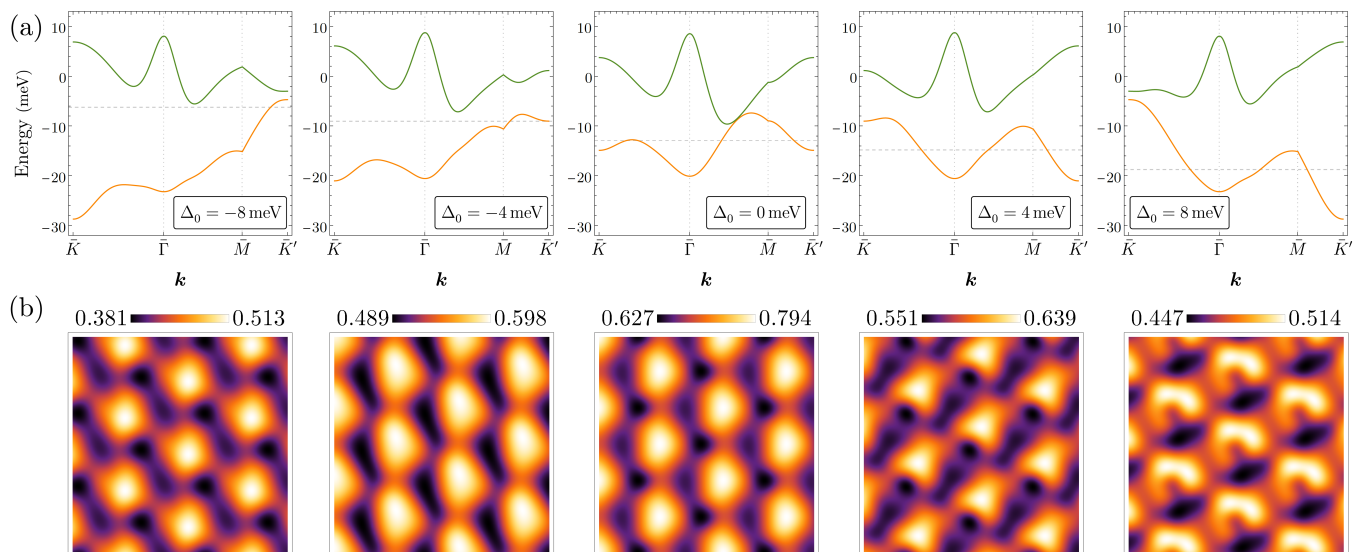 (a)
Energy (meV)
10
0
−10
−20
−30
Δ₀ = −8 meV
K̄ Γ̄ M̄ K̄′
k
10
0
−10
−20
−30
Δ₀ = −4 meV
K̄ Γ̄ M̄ K̄′
k
10
0
−10
−20
−30
Δ₀ = 0 meV
K̄ Γ̄ M̄ K̄′
k
10
0
−10
−20
−30
Δ₀ = 4 meV
K̄ Γ̄ M̄ K̄′
k
10
0
−10
−20
−30
Δ₀ = 8 meV
K̄ Γ̄ M̄ K̄′
k
(b)
0.381 0.513
0.489 0.598
0.627 0.794
0.551 0.639
0.447 0.514